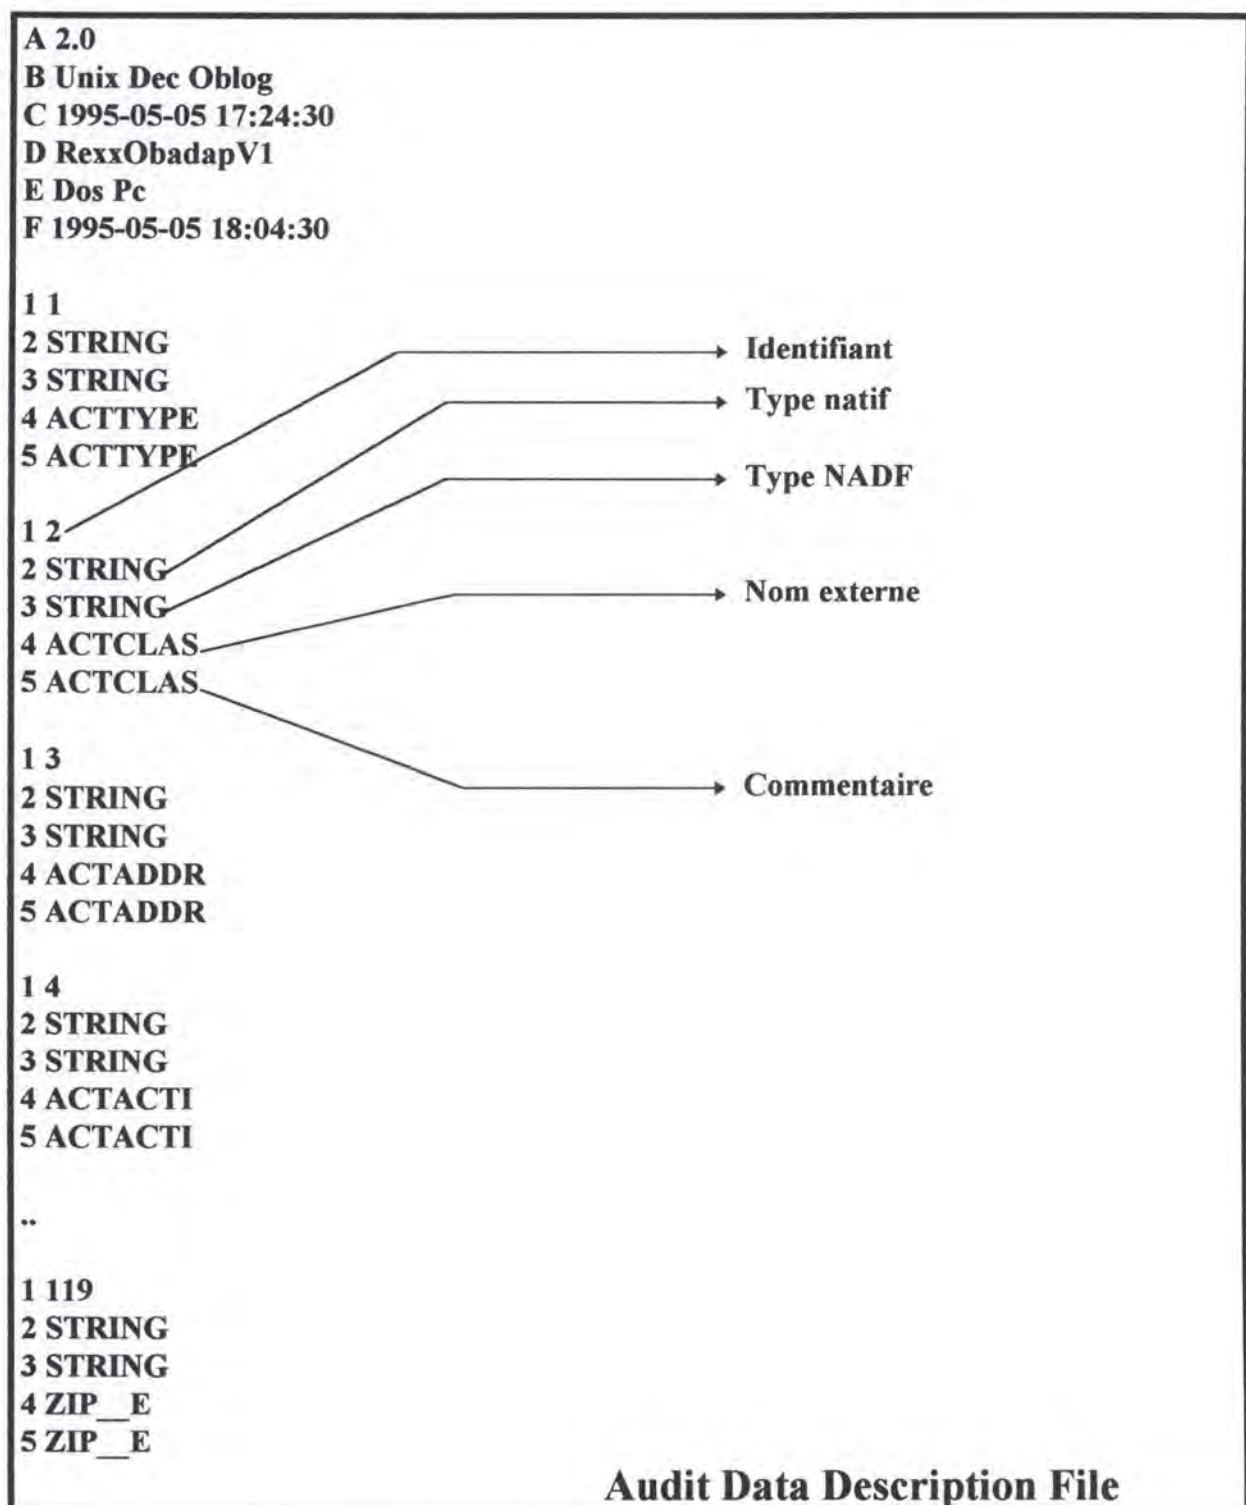 A 2.0
B Unix Dec Oblog
C 1995-05-05 17:24:30
D RexxObadapV1
E Dos Pc
F 1995-05-05 18:04:30
1 1
2 STRING
3 STRING
4 ACTTYPE
5 ACTTYPE
1 2
2 STRING
3 STRING
4 ACTCLAS
5 ACTCLAS
Identifiant
Type natif
Type NADF
Nom externe
Commentaire
1 3
2 STRING
3 STRING
4 ACTADDR
5 ACTADDR
1 4
2 STRING
3 STRING
4 ACTACTI
5 ACTACTI
..
1 119
2 STRING
3 STRING
4 ZIP__E
5 ZIP__E
Audit Data Description File